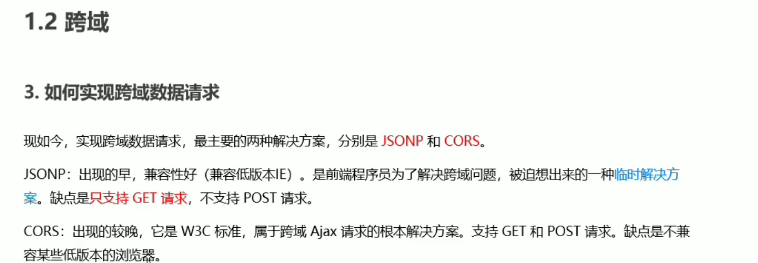 1.2 跨域
3. 如何实现跨域数据请求
现如今，实现跨域数据请求，最主要的两种解决方案，分别是 JSONP 和 CORS。
JSONP：出现的早，兼容性好（兼容低版本IE）。是前端程序员为了解决跨域问题，被迫想出来的一种临时解决方
案。缺点是只支持 GET 请求，不支持 POST 请求。
CORS：出现的较晚，它是 W3C 标准，属于跨域 Ajax 请求的根本解决方案。支持 GET 和 POST 请求。缺点是不兼
容某些低版本的浏览器。